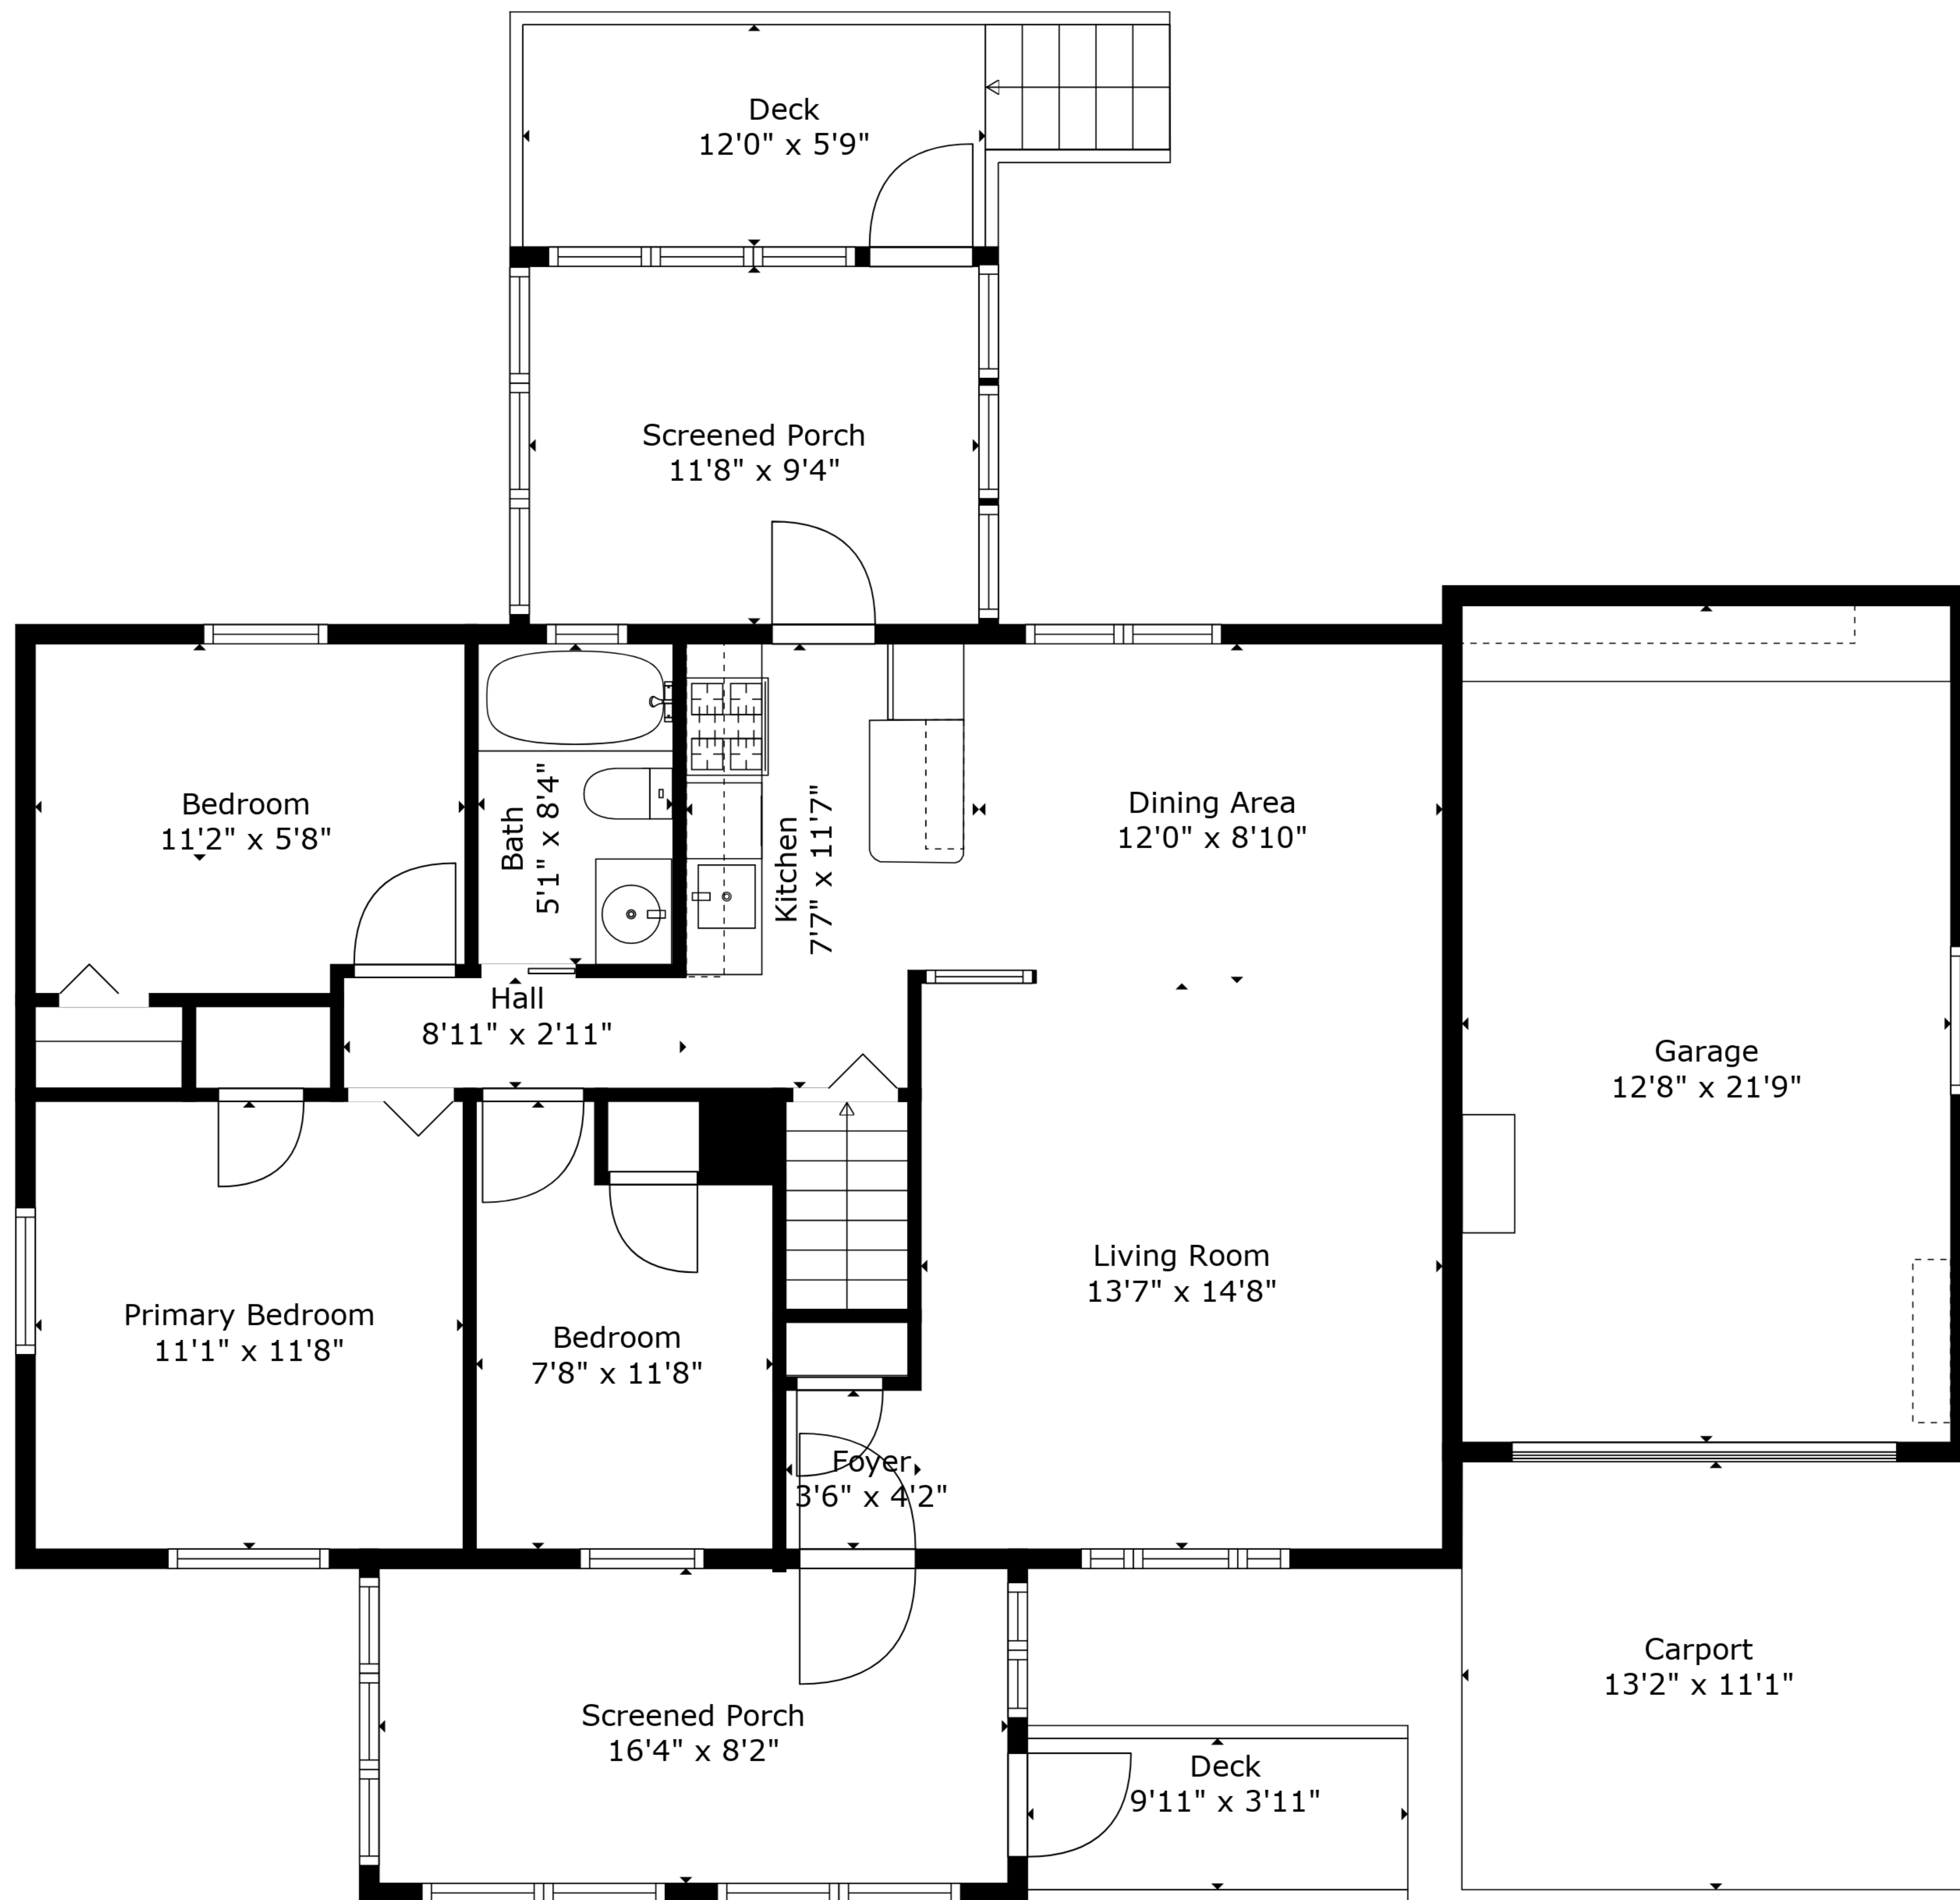 Deck
12'0" x 5'9"
Screened Porch
11'8" x 9'4"
Bedroom
11'2" x 5'8"
Bath
5'1" x 8'4"
Kitchen
7'7" x 11'7"
Dining Area
12'0" x 8'10"
Hall
8'11" x 2'11"
Garage
12'8" x 21'9"
Living Room
13'7" x 14'8"
Primary Bedroom
11'1" x 11'8"
Bedroom
7'8" x 11'8"
Foyer
3'6" x 4'2"
Carport
13'2" x 11'1"
Screened Porch
16'4" x 8'2"
Deck
9'11" x 3'11"